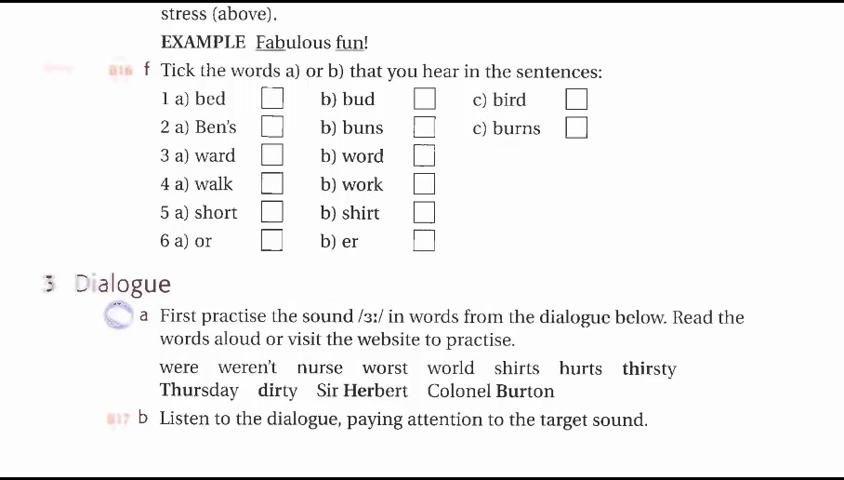 stress (above).
EXAMPLE Fabulous fun!
B16 f Tick the words a) or b) that you hear in the sentences:
1 a) bed b) bud c) bird
2 a) Ben's b) buns c) burns
3 a) ward b) word
4 a) walk b) work
5 a) short b) shirt
6 a) or b) er
3 Dialogue
a First practise the sound /ɜː/ in words from the dialogue below. Read the
words aloud or visit the website to practise.
were weren't nurse worst world shirts hurts thirsty
Thursday dirty Sir Herbert Colonel Burton
B17 b Listen to the dialogue, paying attention to the target sound.